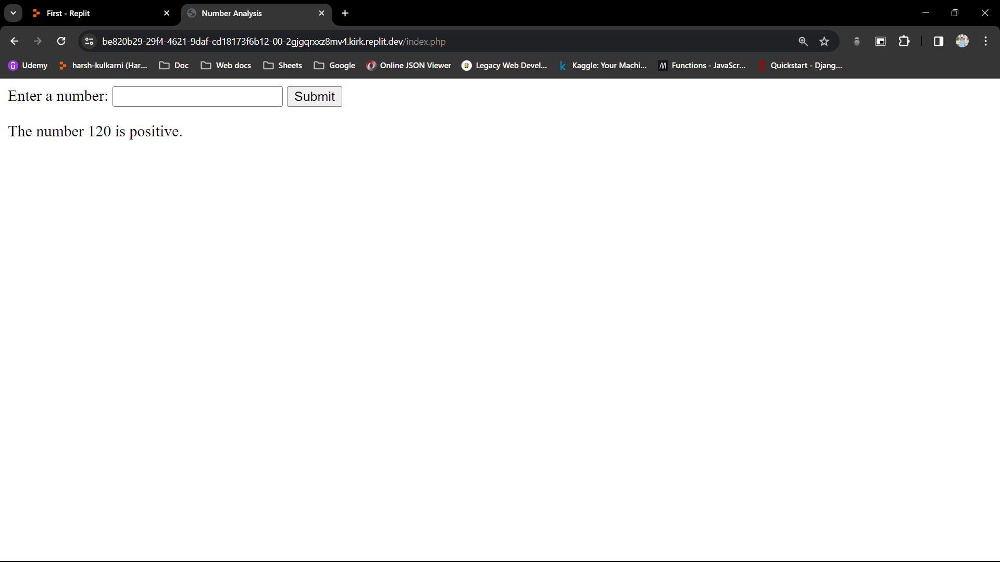 First - Replit
Number Analysis
be820b29-29f4-4621-9daf-cd18173f6b12-00-2gjgqrxxz8mv4.kirk.replit.dev/index.php
Udemy harsh-kulkarni (Har... Doc Web docs Sheets Google Online JSON Viewer Legacy Web Devel... Kaggle: Your Machi... Functions - JavaScr... Quickstart - Djang...
Enter a number: Submit
The number 120 is positive.